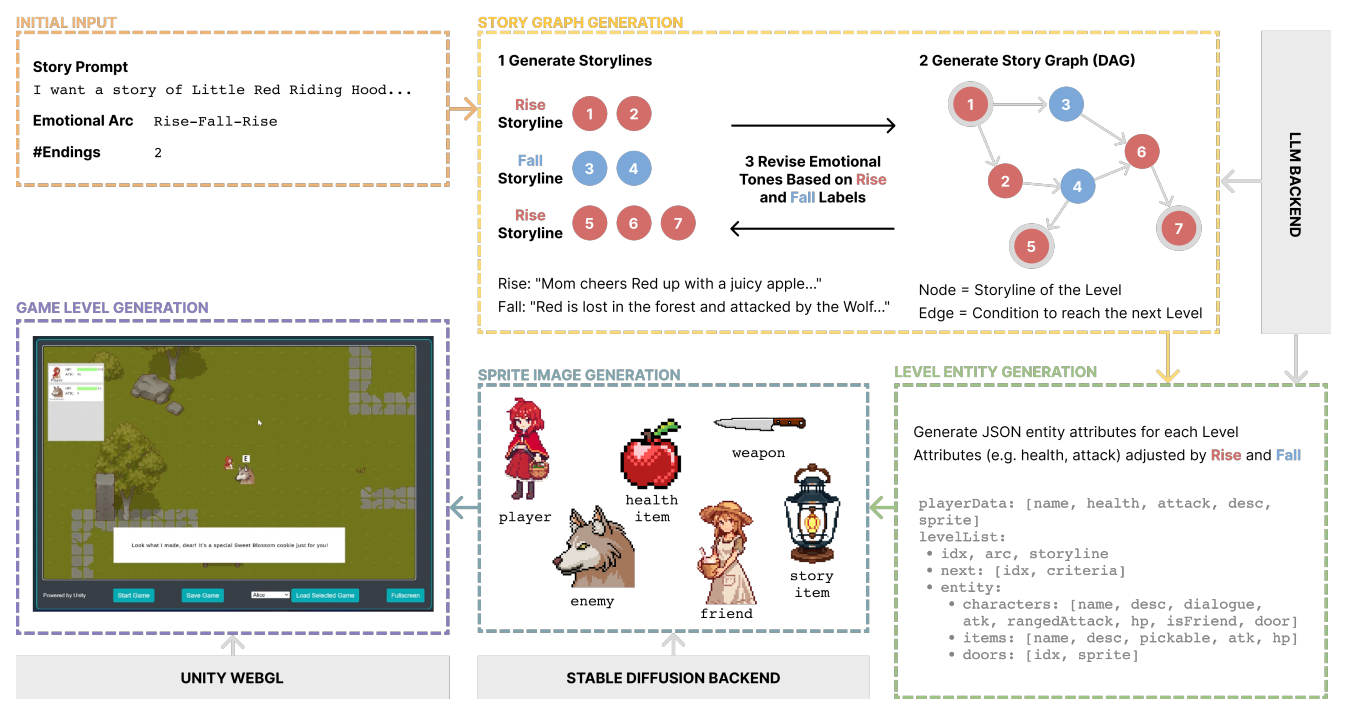 INITIAL INPUT
Story Prompt
I want a story of Little Red Riding Hood...
Emotional Arc Rise-Fall-Rise
#Endings 2
STORY GRAPH GENERATION
1 Generate Storylines
Rise
Storyline
1 2
Fall
Storyline
3 4
Rise
Storyline
5 6 7
3 Revise Emotional
Tones Based on Rise
and Fall Labels
Rise: "Mom cheers Red up with a juicy apple..."
Fall: "Red is lost in the forest and attacked by the Wolf..."
2 Generate Story Graph (DAG)
1 3
6
2 4
7
5
Node = Storyline of the Level
Edge = Condition to reach the next Level
LLM BACKEND
LEVEL ENTITY GENERATION
Generate JSON entity attributes for each Level
Attributes (e.g. health, attack) adjusted by Rise and Fall
playerData: [name, health, attack, desc,
sprite]
levelList:
• idx, arc, storyline
• next: [idx, criteria]
• entity:
• characters: [name, desc, dialogue,
atk, rangedAttack, hp, isFriend, door]
• items: [name, desc, pickable, atk, hp]
• doors: [idx, sprite]
SPRITE IMAGE GENERATION
player
health
item
weapon
enemy
friend
story
item
STABLE DIFFUSION BACKEND
GAME LEVEL GENERATION
E
Look what I made, dear! It's a special Sweet Blossom cookie just for you!
Powered by Unity Start Game Save Game Alice Load Selected Game Fullscreen
UNITY WEBGL